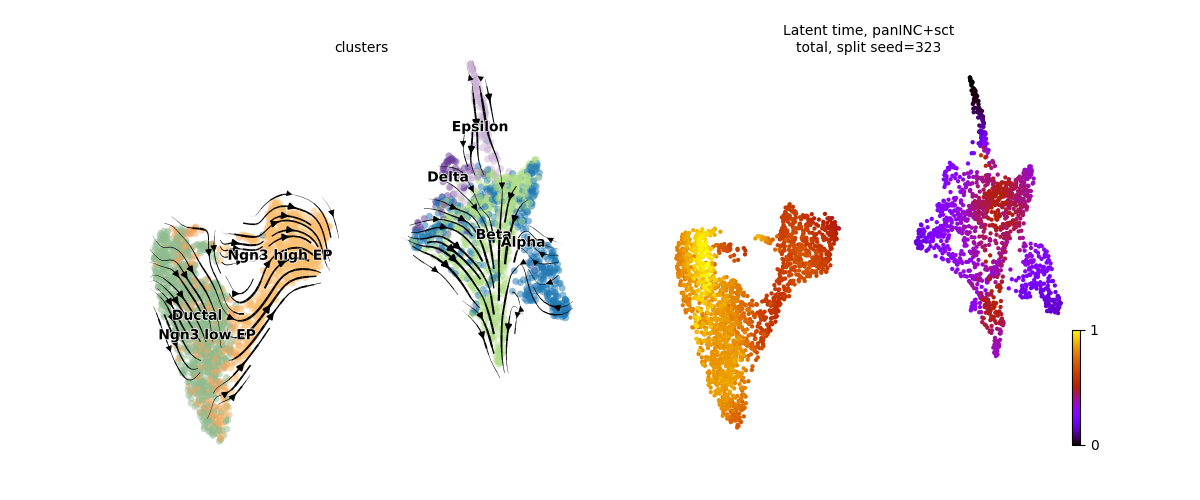 clusters
Epsilon
Delta
Beta
Alpha
Ngn3 high EP
Ductal
Ngn3 low EP
Latent time, panINC+sct
total, split seed=323
1
0